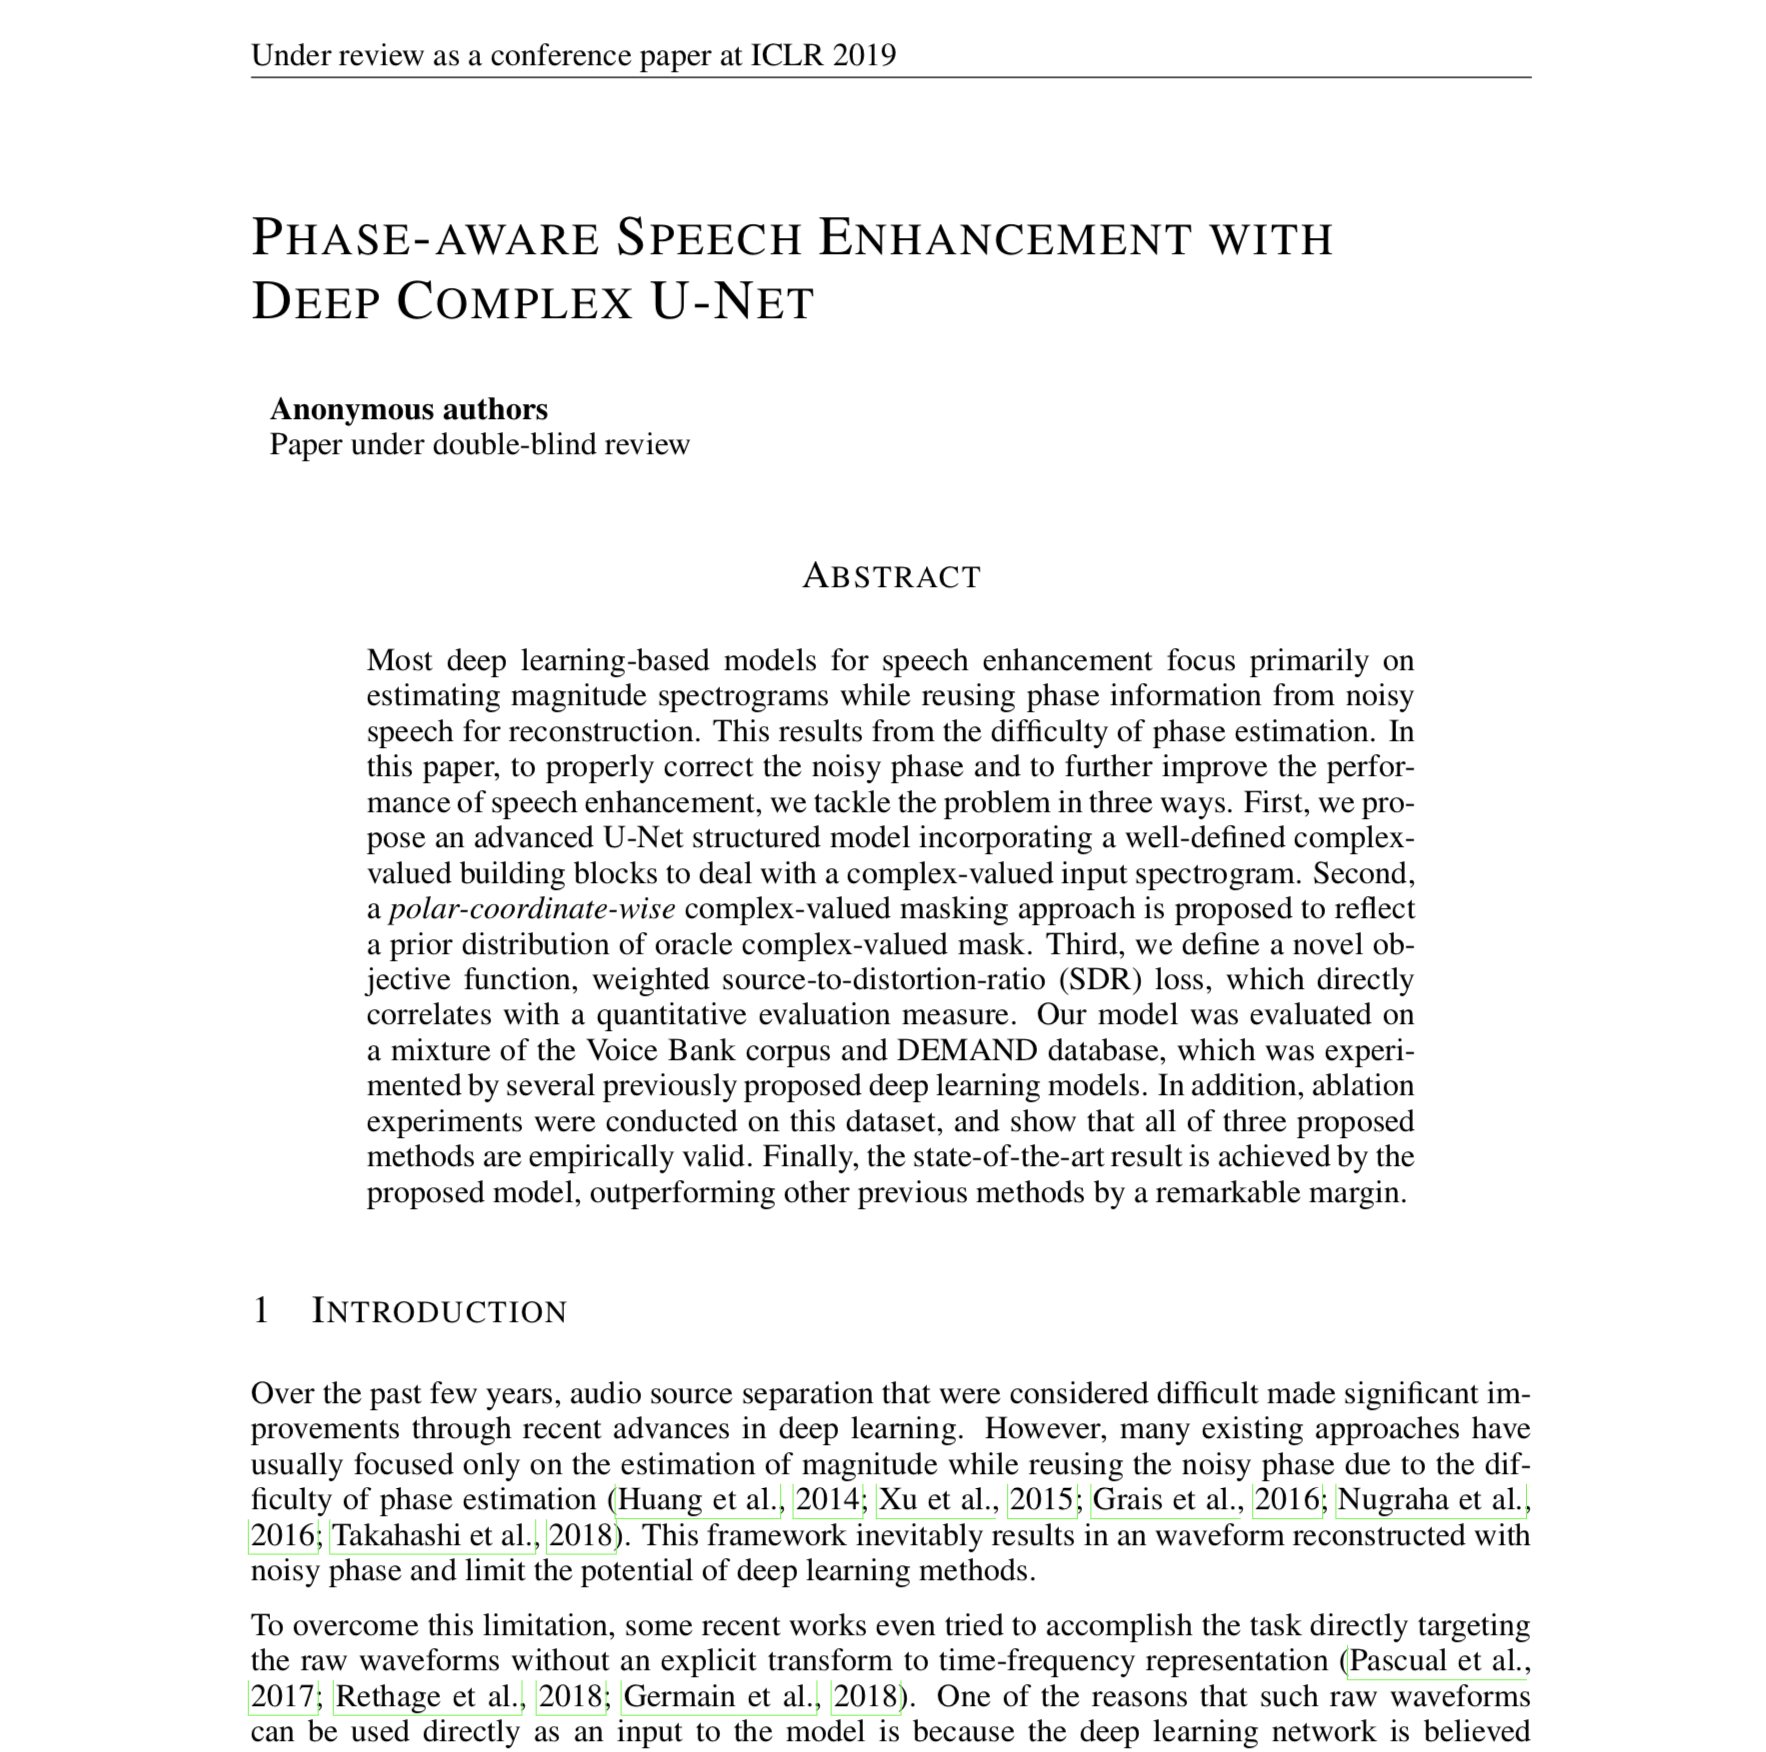 Under review as a conference paper at ICLR 2019
PHASE-AWARE SPEECH ENHANCEMENT WITH
DEEP COMPLEX U-NET
Anonymous authors
Paper under double-blind review
ABSTRACT
Most deep learning-based models for speech enhancement focus primarily on
estimating magnitude spectrograms while reusing phase information from noisy
speech for reconstruction. This results from the difficulty of phase estimation. In
this paper, to properly correct the noisy phase and to further improve the perfor-
mance of speech enhancement, we tackle the problem in three ways. First, we pro-
pose an advanced U-Net structured model incorporating a well-defined complex-
valued building blocks to deal with a complex-valued input spectrogram. Second,
a polar-coordinate-wise complex-valued masking approach is proposed to reflect
a prior distribution of oracle complex-valued mask. Third, we define a novel ob-
jective function, weighted source-to-distortion-ratio (SDR) loss, which directly
correlates with a quantitative evaluation measure. Our model was evaluated on
a mixture of the Voice Bank corpus and DEMAND database, which was experi-
mented by several previously proposed deep learning models. In addition, ablation
experiments were conducted on this dataset, and show that all of three proposed
methods are empirically valid. Finally, the state-of-the-art result is achieved by the
proposed model, outperforming other previous methods by a remarkable margin.
1 INTRODUCTION
Over the past few years, audio source separation that were considered difficult made significant im-
provements through recent advances in deep learning. However, many existing approaches have
usually focused only on the estimation of magnitude while reusing the noisy phase due to the dif-
ficulty of phase estimation (Huang et al., 2014; Xu et al., 2015; Grais et al., 2016; Nugraha et al.,
2016; Takahashi et al., 2018). This framework inevitably results in an waveform reconstructed with
noisy phase and limit the potential of deep learning methods.
To overcome this limitation, some recent works even tried to accomplish the task directly targeting
the raw waveforms without an explicit transform to time-frequency representation (Pascual et al.,
2017; Rethage et al., 2018; Germain et al., 2018). One of the reasons that such raw waveforms
can be used directly as an input to the model is because the deep learning network is believed